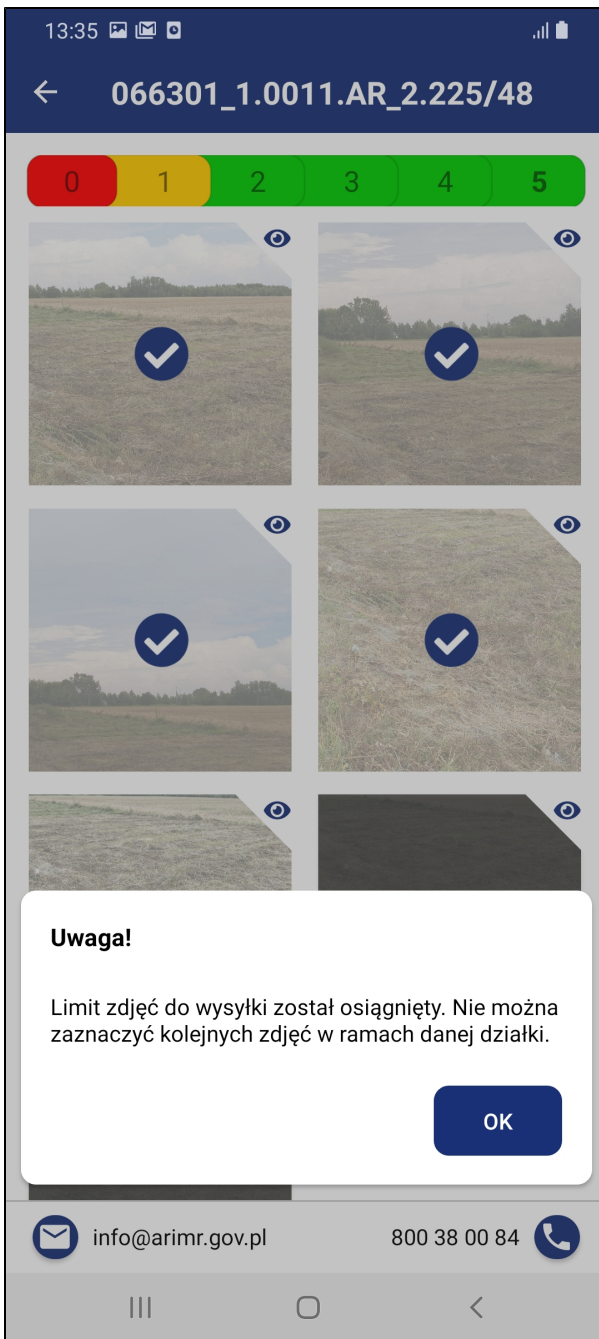 13:35
066301_1.0011.AR_2.225/48
0 1 2 3 4 5
Uwaga!
Limit zdjęć do wysyłki został osiągnięty. Nie można
zaznaczyć kolejnych zdjęć w ramach danej działki.
OK
info@arimr.gov.pl 800 38 00 84